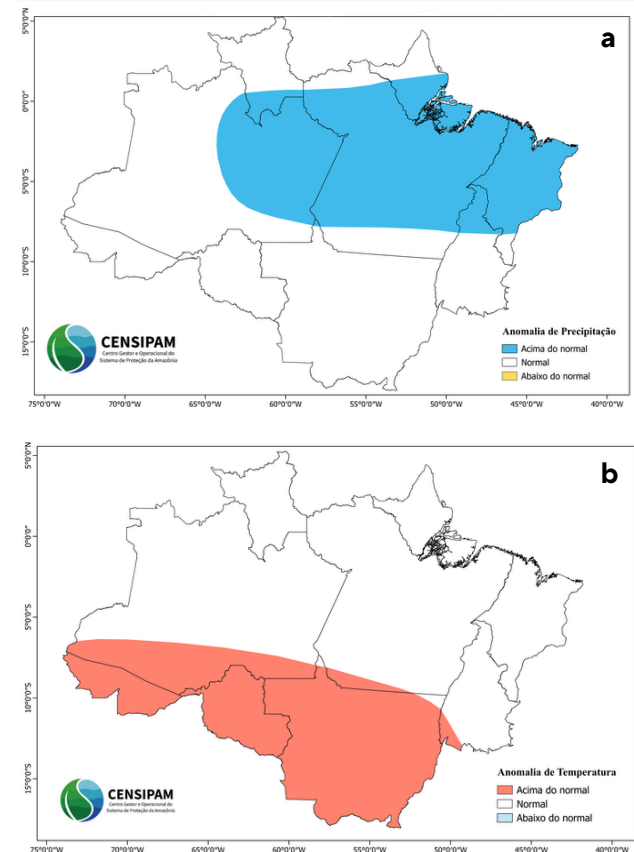 a
5°0'0"N
0°0'0"
5°0'0"S
10°0'0"S
15°0'0"S
CENSIPAM
Centro Gestor e Operacional do
Sistema de Proteção da Amazônia
Anomalia de Precipitação
Acima do normal
Normal
Abaixo do normal
75°0'0"W 70°0'0"W 65°0'0"W 60°0'0"W 55°0'0"W 50°0'0"W 45°0'0"W 40°0'0"W
b
5°0'0"N
0°0'0"
5°0'0"S
10°0'0"S
15°0'0"S
CENSIPAM
Centro Gestor e Operacional do
Sistema de Proteção da Amazônia
Anomalia de Temperatura
Acima do normal
Normal
Abaixo do normal
75°0'0"W 70°0'0"W 65°0'0"W 60°0'0"W 55°0'0"W 50°0'0"W 45°0'0"W 40°0'0"W